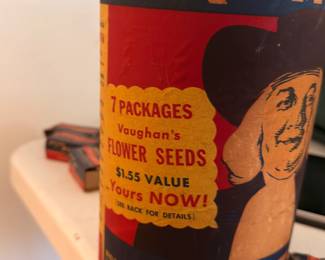 7 PACKAGES
Vaughan's
FLOWER SEEDS
$1.55 VALUE
Yours NOW!
(SEE BACK FOR DETAILS)